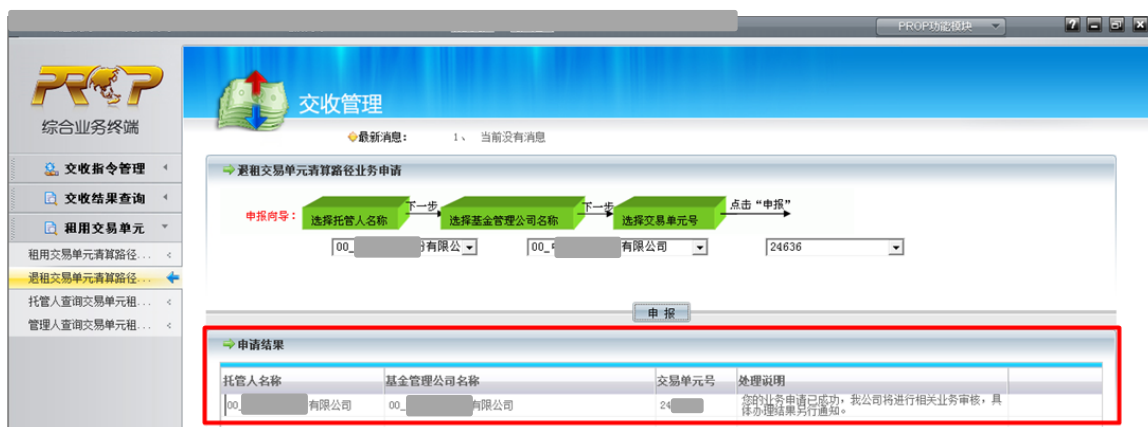 PROP功能模块
PROP
综合业务终端
交收管理
最新消息： 1、 当前没有消息
交收指令管理
交收结果查询
租用交易单元
租用交易单元清算路径...
退租交易单元清算路径...
托管人查询交易单元租...
管理人查询交易单元租...
退租交易单元清算路径业务申请
申报向导： 选择托管人名称 下一步 选择基金管理公司名称 下一步 选择交易单元号 点击“申报”
00_ 有限公 00_ 有限公司 24636
申 报
申请结果
托管人名称 基金管理公司名称 交易单元号 处理说明
00_ 有限公司 00_ 有限公司 24 您的业务申请已成功，我公司将进行相关业务审核，具
体办理结果另行通知。